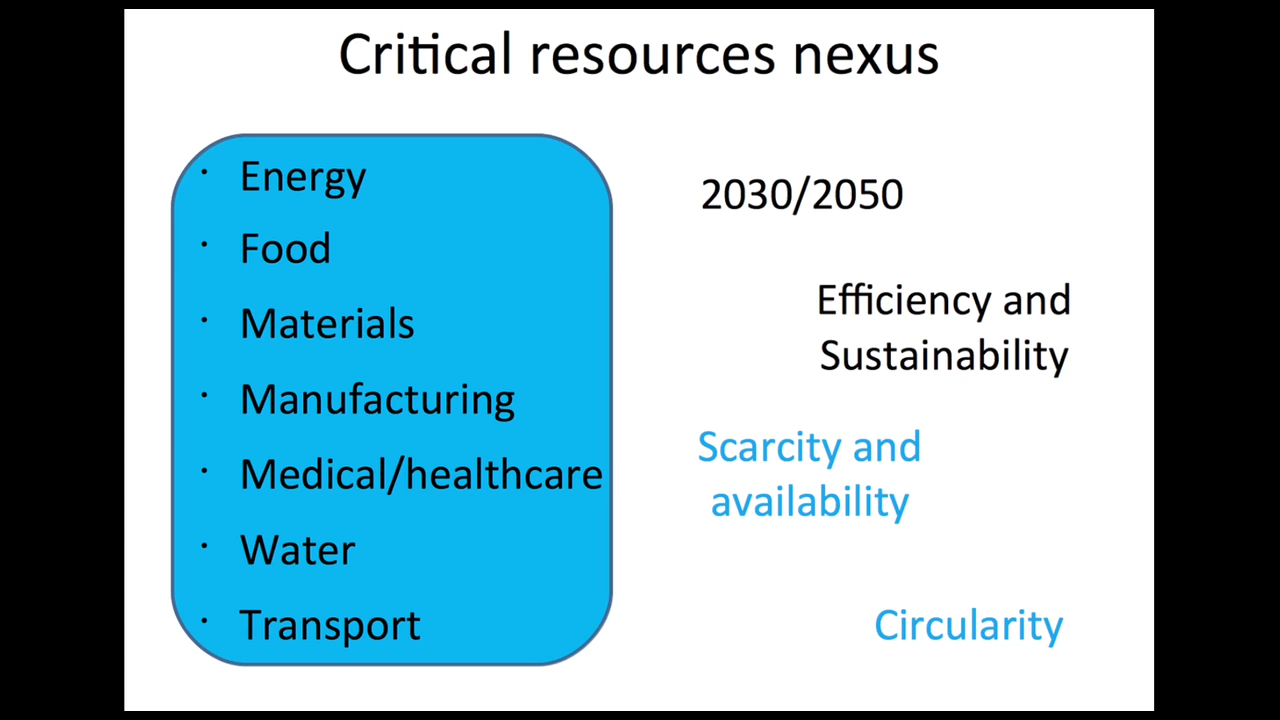 Critical resources nexus
· Energy
· Food
· Materials
· Manufacturing
· Medical/healthcare
· Water
· Transport
2030/2050
Efficiency and
Sustainability
Scarcity and
availability
Circularity